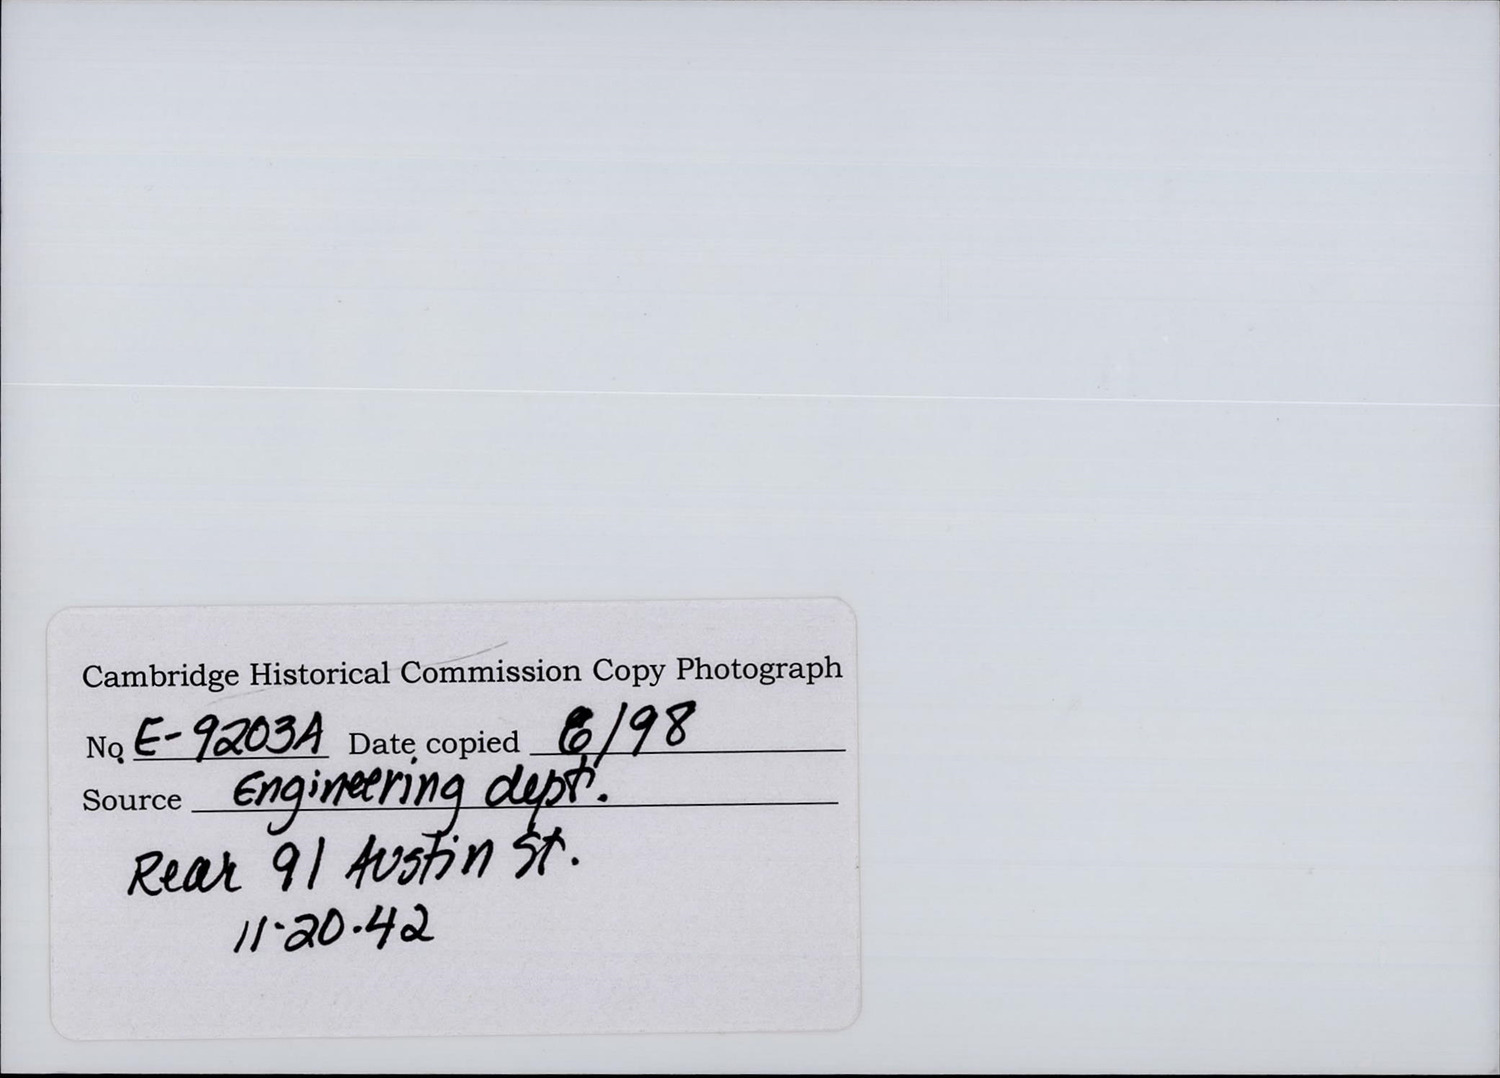 Cambridge Historical Commission Copy Photograph
No. E-9203A Date copied 6/98
Source Engineering dept.
Rear 91 Austin St.
11-20-42